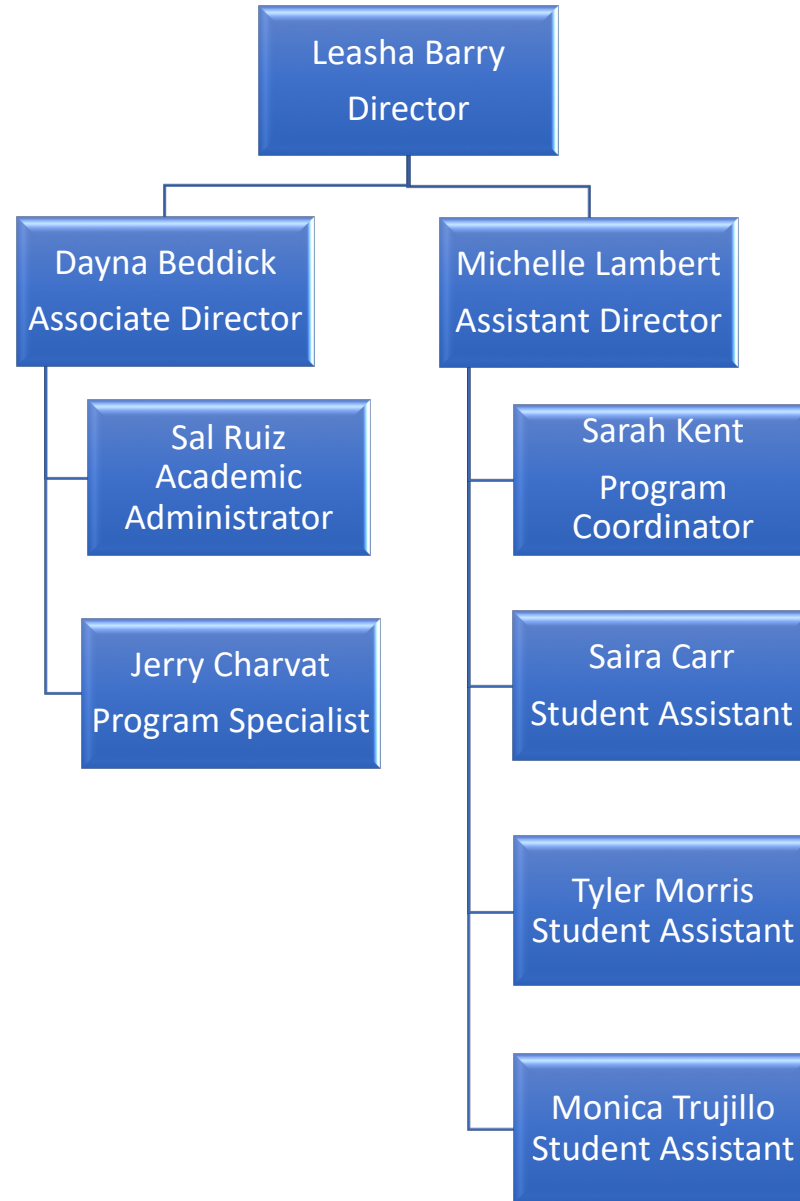 Leasha Barry
Director
Dayna Beddick
Associate Director
Michelle Lambert
Assistant Director
Sal Ruiz
Academic
Administrator
Jerry Charvat
Program Specialist
Sarah Kent
Program
Coordinator
Saira Carr
Student Assistant
Tyler Morris
Student Assistant
Monica Trujillo
Student Assistant